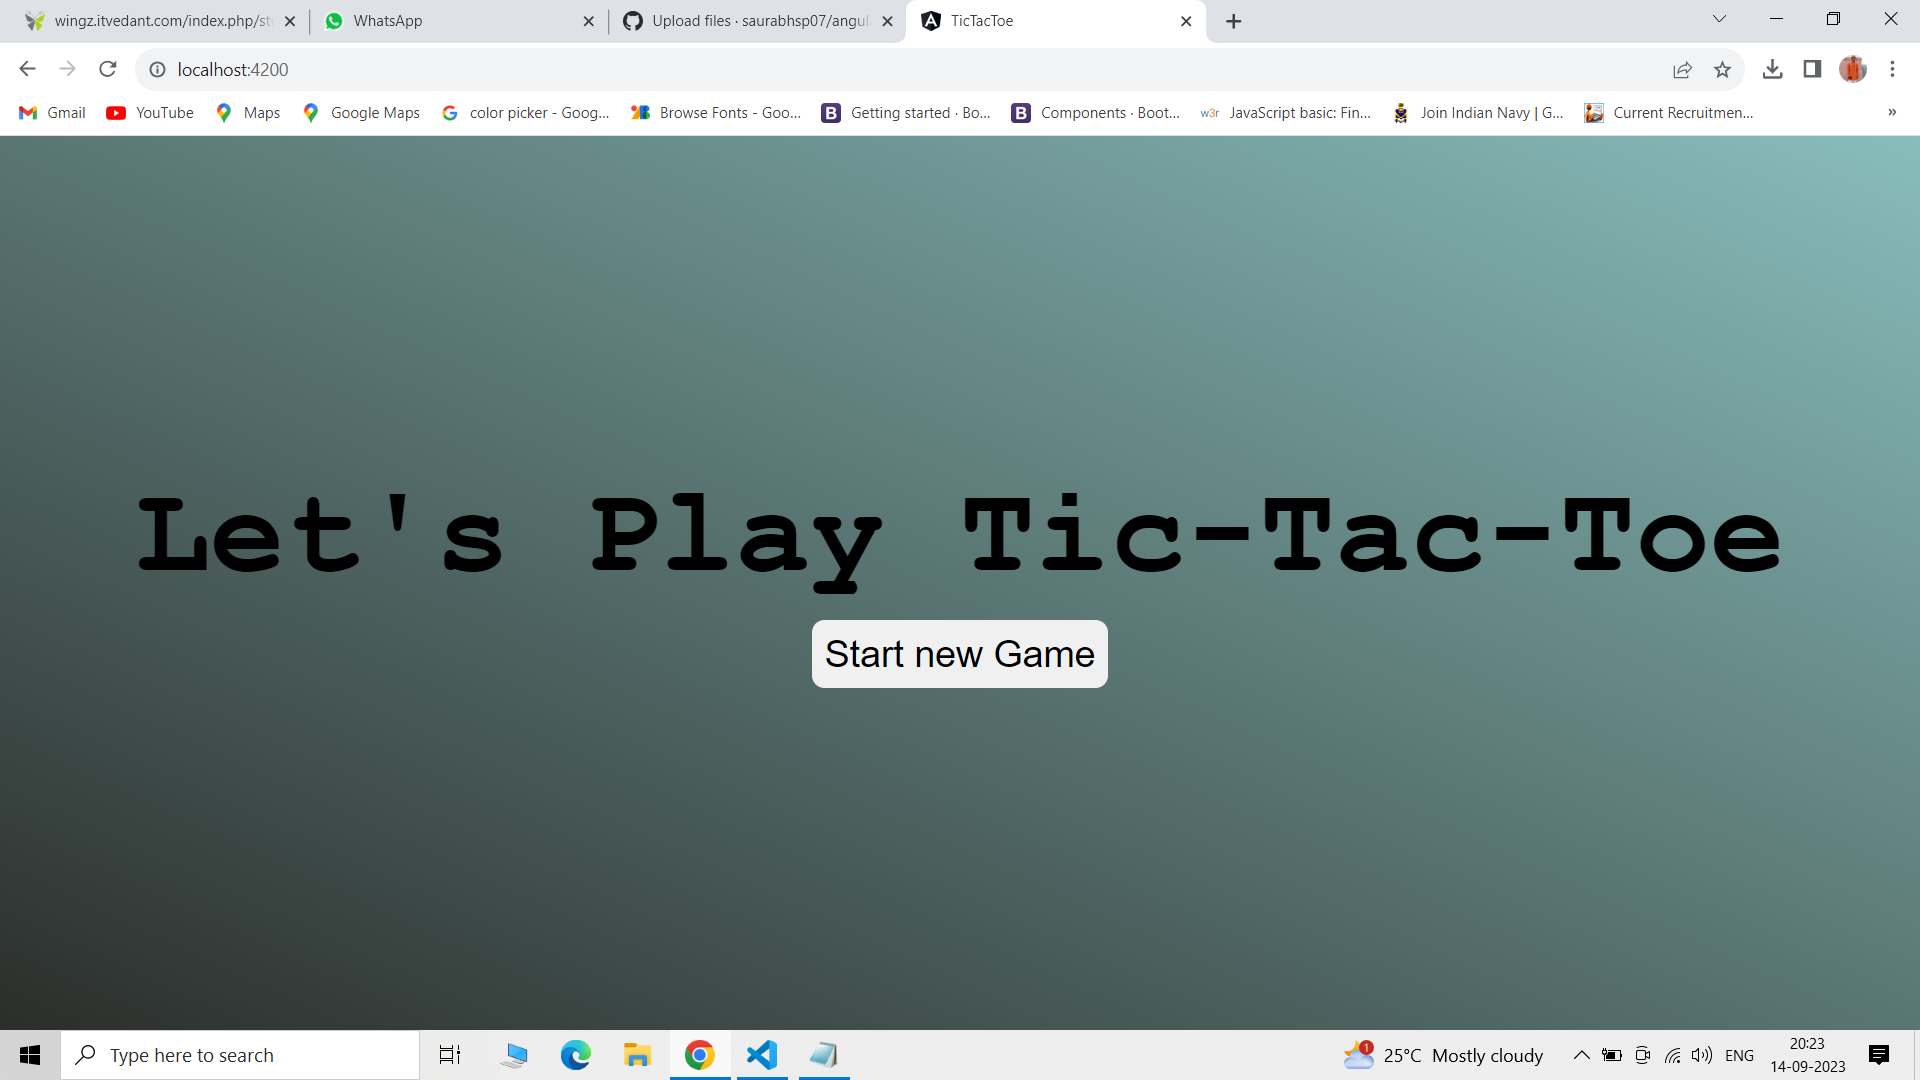 wingz.itvedant.com/index.php/st
WhatsApp
Upload files · saurabhsp07/angul
TicTacToe
localhost:4200
Gmail
YouTube
Maps
Google Maps
color picker - Goog...
Browse Fonts - Goo...
Getting started · Bo...
Components · Boot...
w3r JavaScript basic: Fin...
Join Indian Navy | G...
Current Recruitmen...
»
Let's Play Tic-Tac-Toe
Start new Game
Type here to search
1
25°C Mostly cloudy
ENG
20:23
14-09-2023